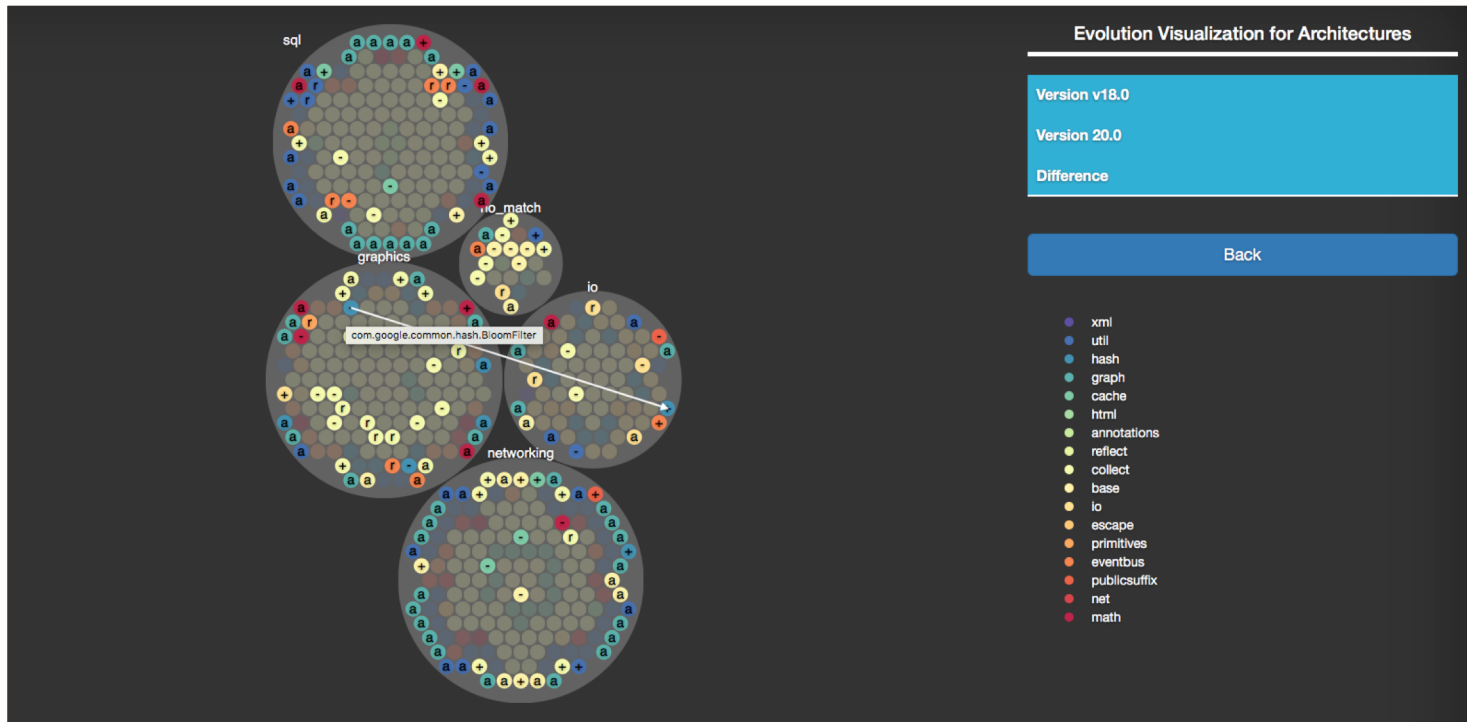 Evolution Visualization for Architectures
Version v18.0
Version 20.0
Difference
Back
sql
no_match
graphics
io
networking
com.google.common.hash.BloomFilter
xml
util
hash
graph
cache
html
annotations
reflect
collect
base
io
escape
primitives
eventbus
publicsuffix
net
math